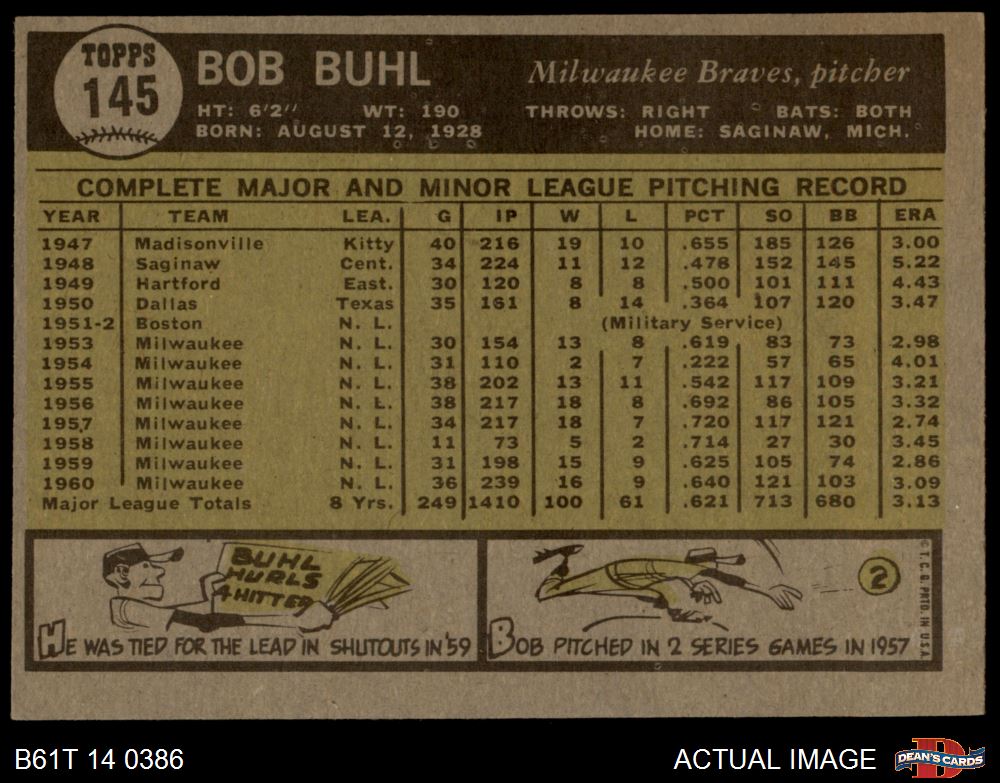 TOPPS
145
BOB BUHL
Milwaukee Braves, pitcher
HT: 6'2" WT: 190 THROWS: RIGHT BATS: BOTH
BORN: AUGUST 12, 1928 HOME: SAGINAW, MICH.
COMPLETE MAJOR AND MINOR LEAGUE PITCHING RECORD
YEAR TEAM LEA. G IP W L PCT SO BB ERA
1947 Madisonville Kitty 40 216 19 10 .655 185 126 3.00
1948 Saginaw Cent. 34 224 11 12 .478 152 145 5.22
1949 Hartford East. 30 120 8 8 .500 101 111 4.43
1950 Dallas Texas 35 161 8 14 .364 107 120 3.47
1951-2 Boston N. L. (Military Service)
1953 Milwaukee N. L. 30 154 13 8 .619 83 73 2.98
1954 Milwaukee N. L. 31 110 2 7 .222 57 65 4.01
1955 Milwaukee N. L. 38 202 13 11 .542 117 109 3.21
1956 Milwaukee N. L. 38 217 18 8 .692 86 105 3.32
1957 Milwaukee N. L. 34 217 18 7 .720 117 121 2.74
1958 Milwaukee N. L. 11 73 5 2 .714 27 30 3.45
1959 Milwaukee N. L. 31 198 15 9 .625 105 74 2.86
1960 Milwaukee N. L. 36 239 16 9 .640 121 103 3.09
Major League Totals 8 Yrs. 249 1410 100 61 .621 713 680 3.13
BUHL
HURLS
4 HITTER
HE WAS TIED FOR THE LEAD IN SHUTOUTS IN '59
2
BOB PITCHED IN 2 SERIES GAMES IN 1957
© T. C. G. PRTD. IN U.S.A.
B61T 14 0386
ACTUAL IMAGE
DEAN'S CARDS